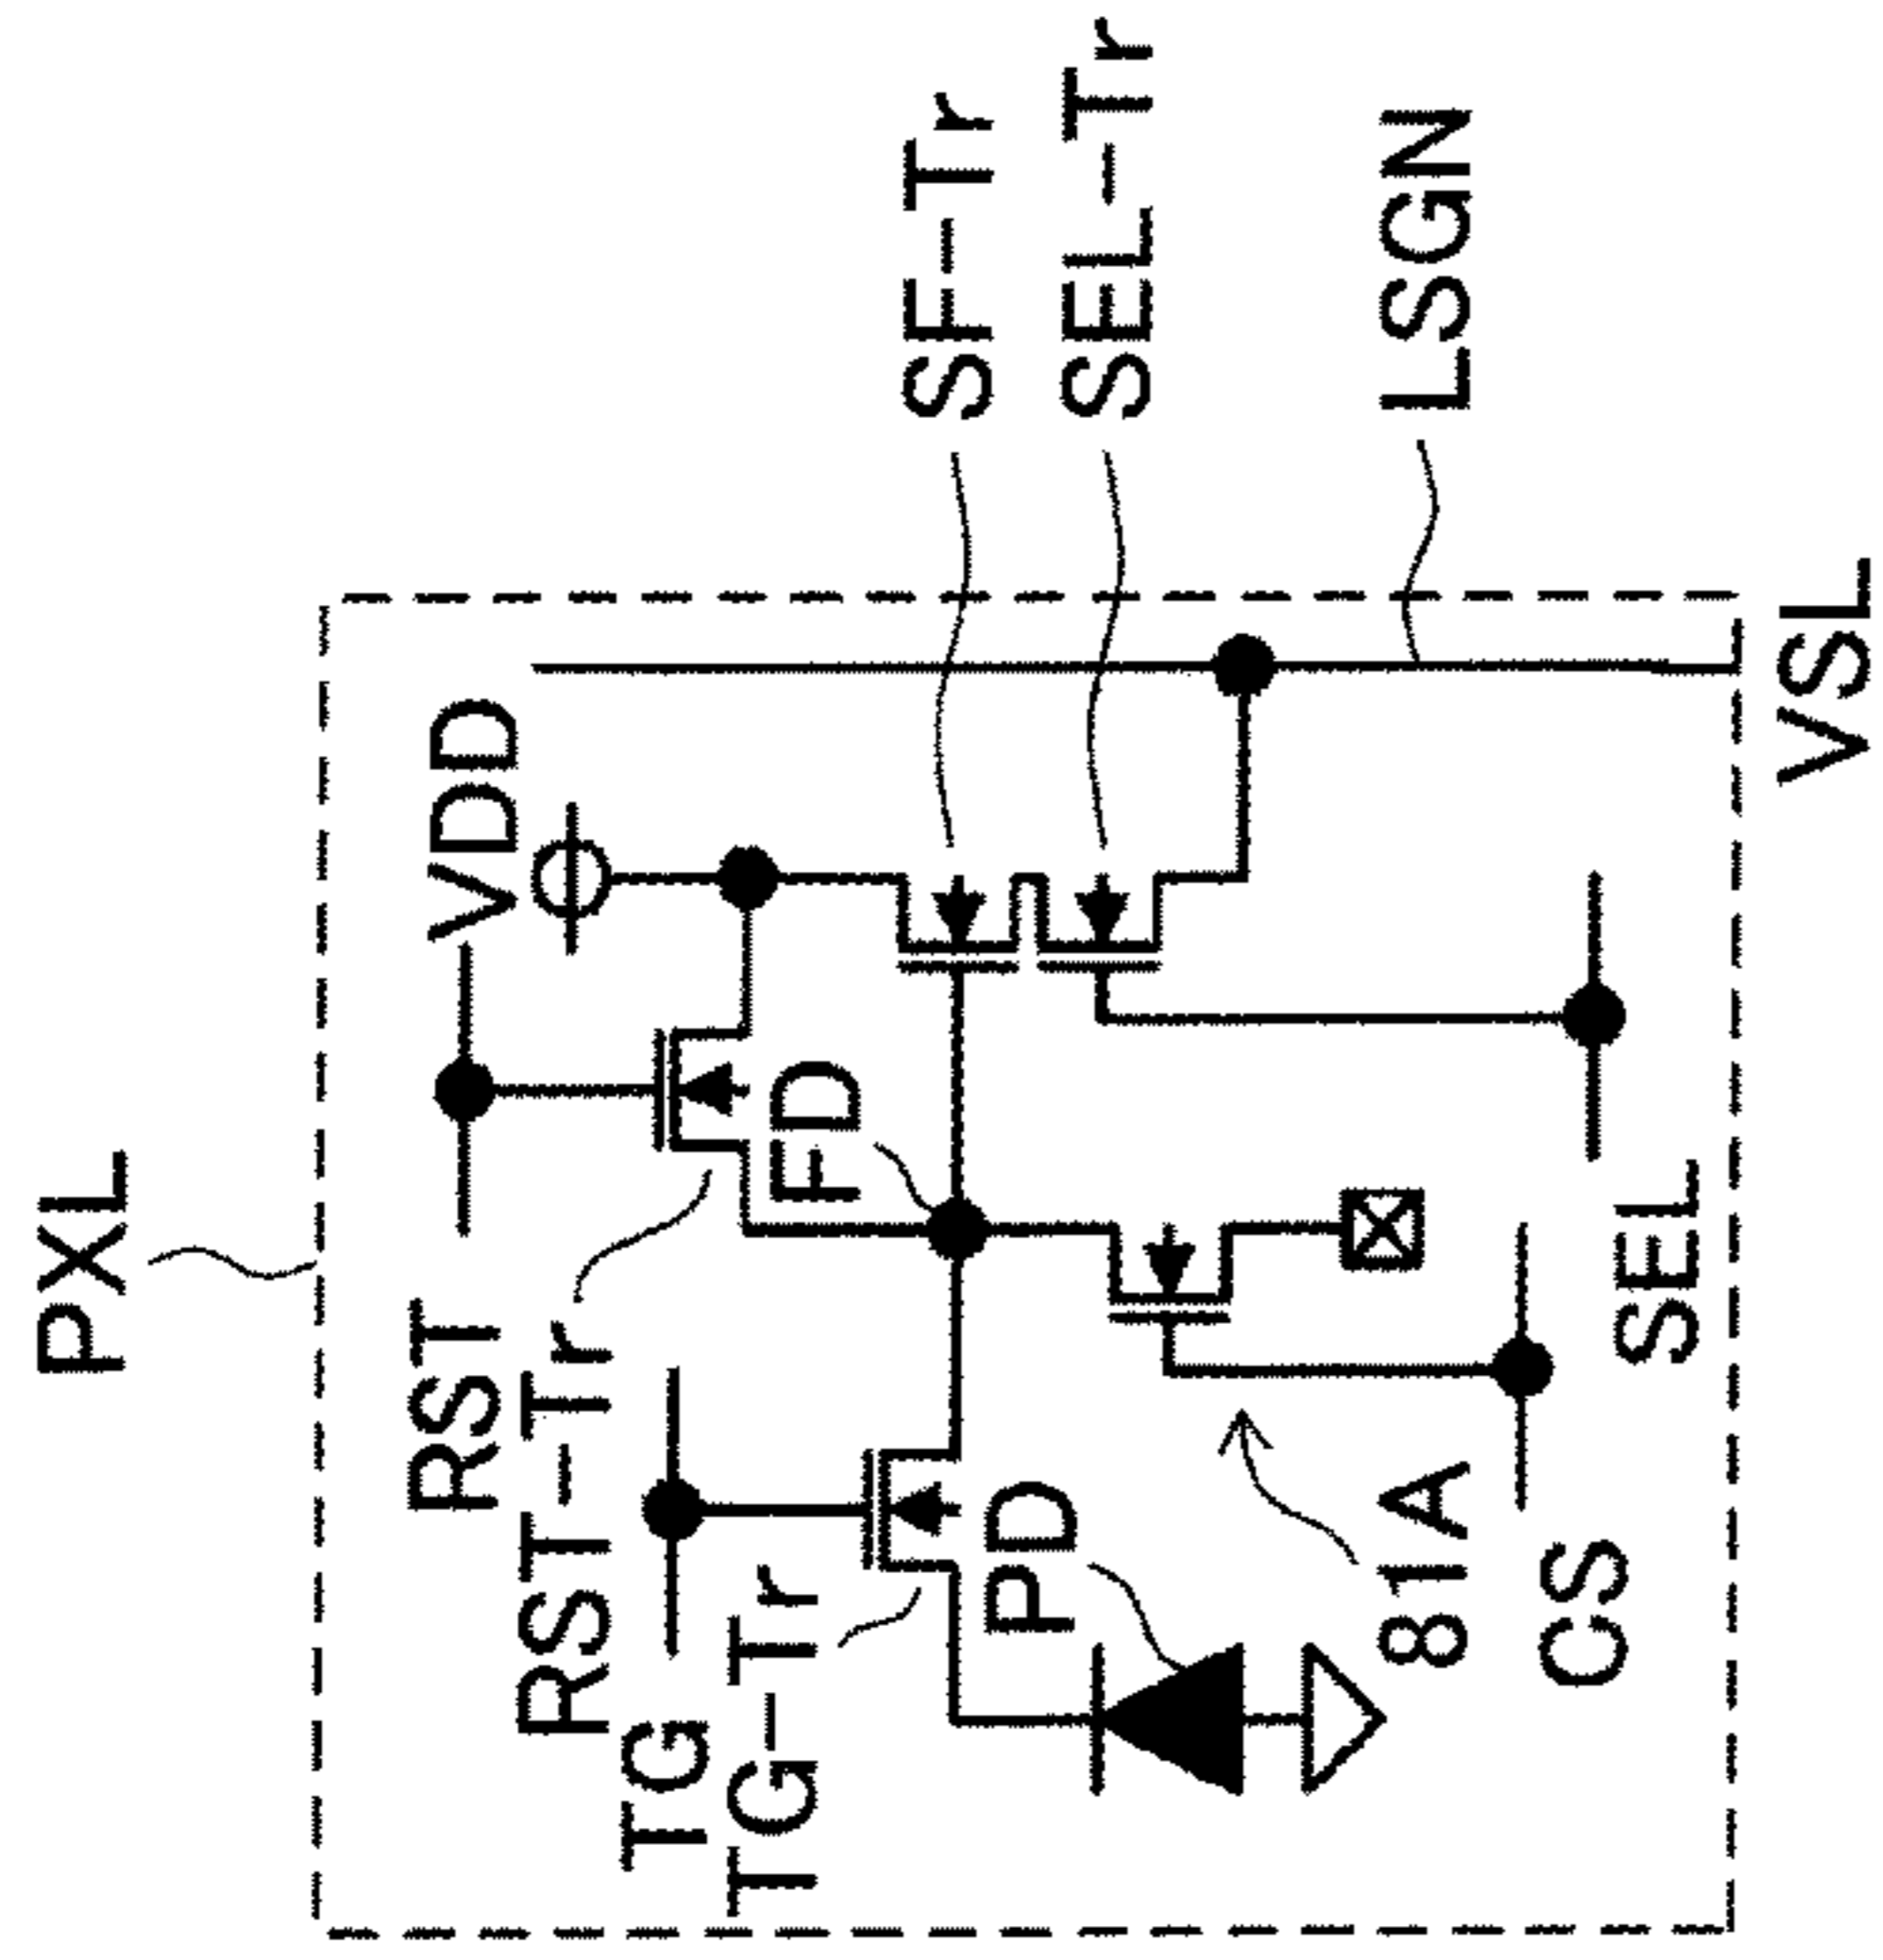 PXL
RST
VDD
RST-Tr
TG
TG-Tr
FD
SF-Tr
PD
SEL-Tr
81A
LSGN
CS
SEL
VSL